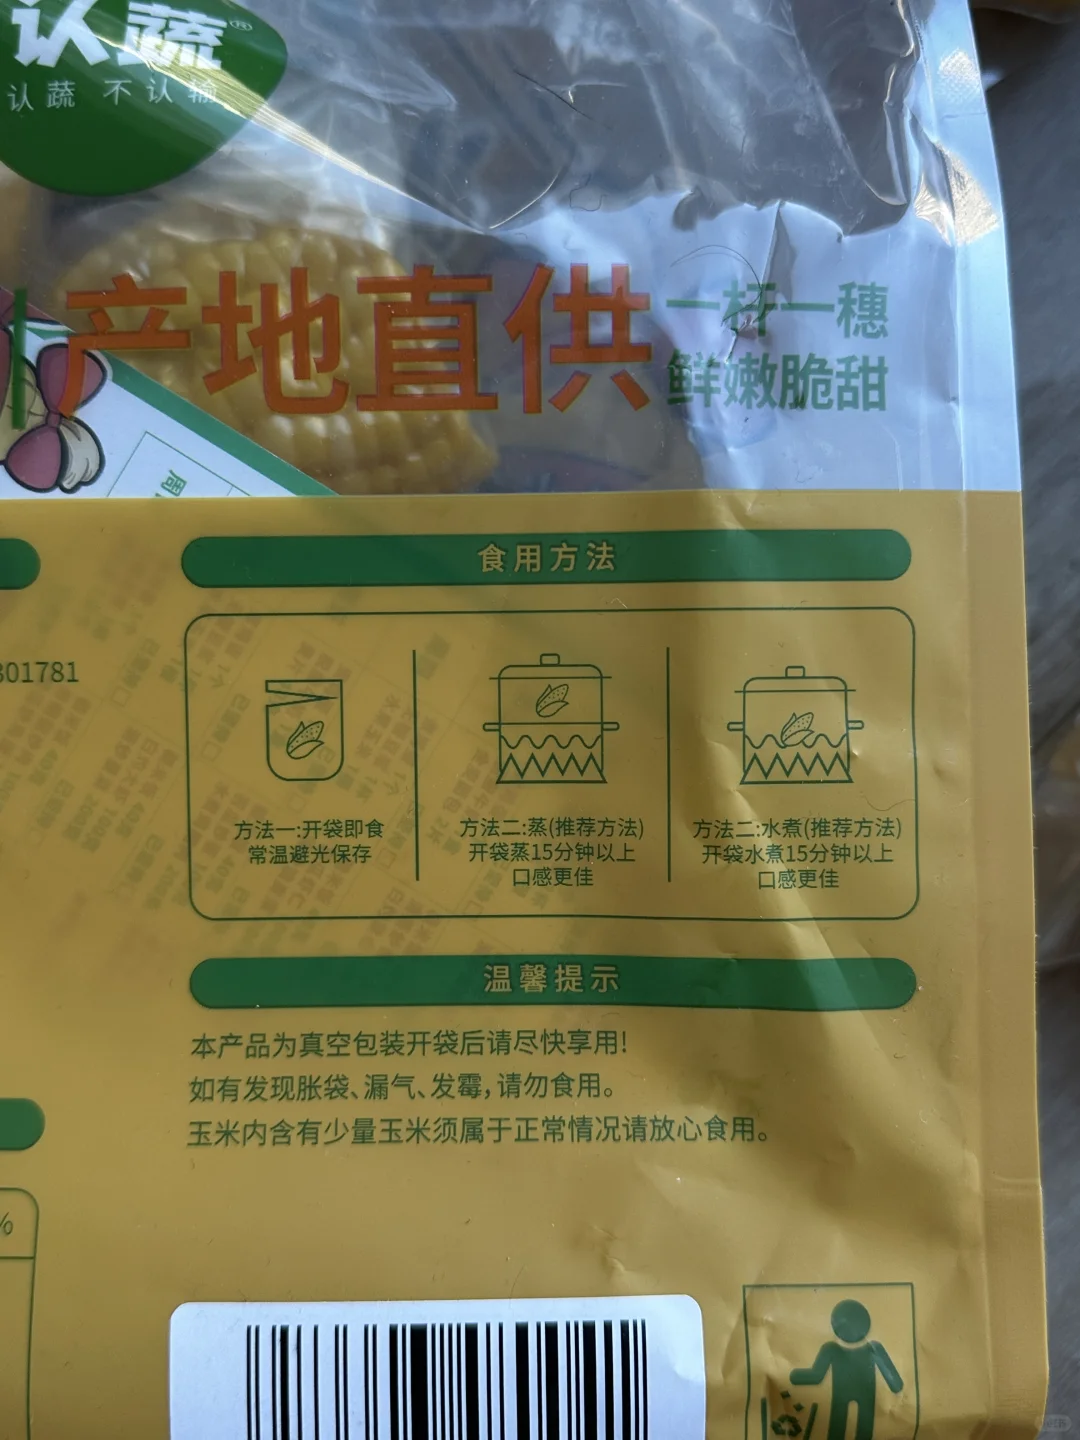 认蔬®
认蔬 不认输
产地直供
一杆一穗
鲜嫩脆甜
食用方法
301781
方法一:开袋即食
常温避光保存
方法二:蒸(推荐方法)
开袋蒸15分钟以上
口感更佳
方法二:水煮(推荐方法)
开袋水煮15分钟以上
口感更佳
温馨提示
本产品为真空包装开袋后请尽快享用!
如有发现胀袋、漏气、发霉,请勿食用。
玉米内含有少量玉米须属于正常情况请放心食用。
%